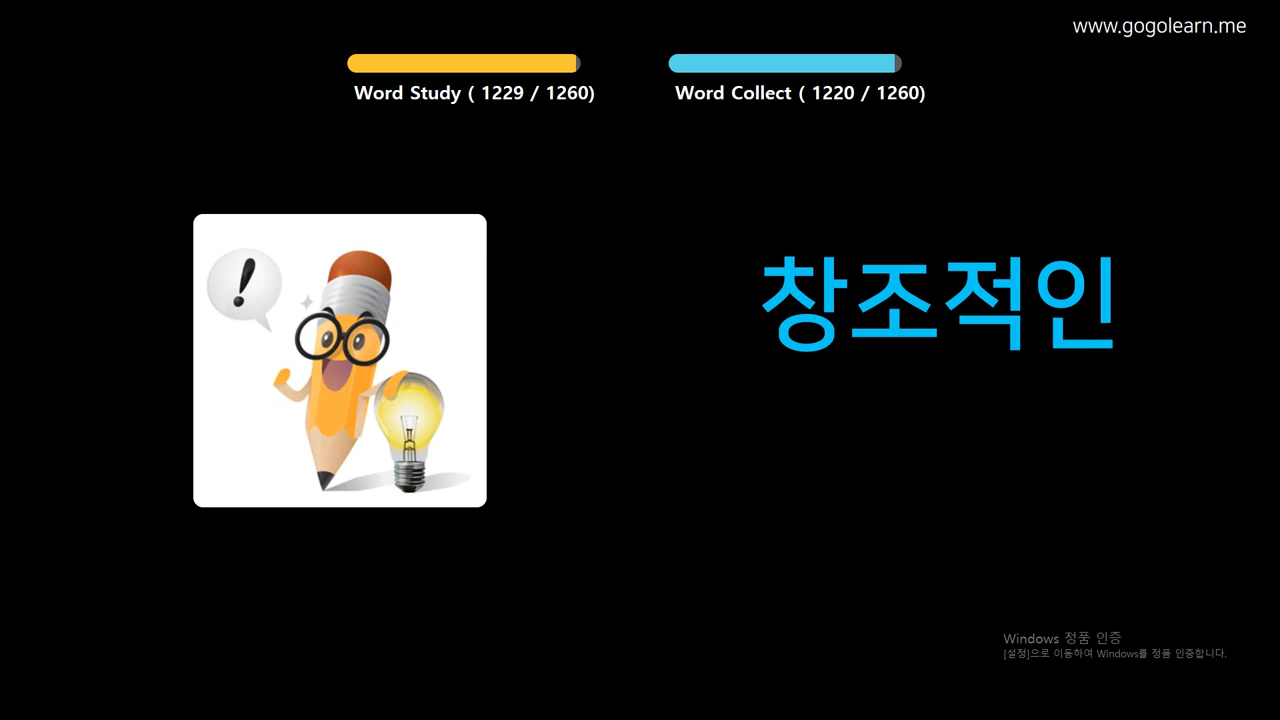 www.gogolearn.me
Word Study ( 1229 / 1260)
Word Collect ( 1220 / 1260)
!
창조적인
Windows 정품 인증
[설정]으로 이동하여 Windows를 정품 인증합니다.